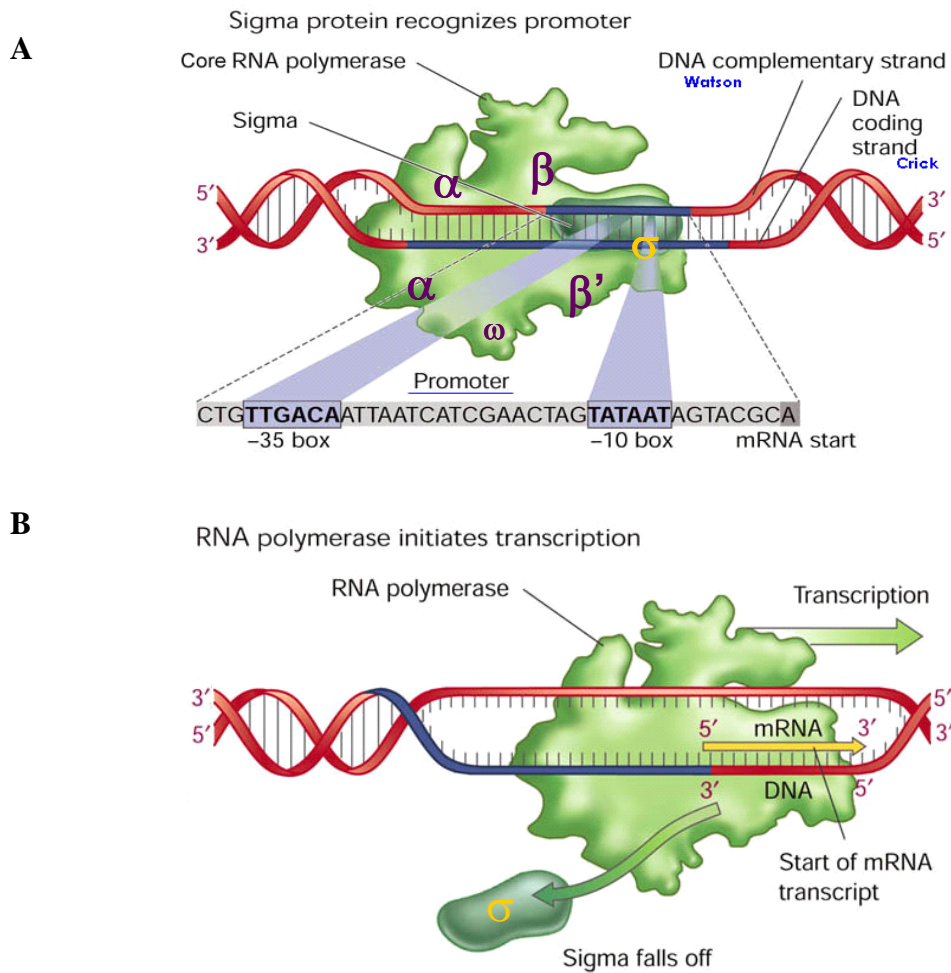 A
Sigma protein recognizes promoter
Core RNA polymerase
DNA complementary strand
Watson
Sigma
DNA
coding
strand
Crick
α
β
5′
3′
3′
5′
σ
α
β’
ω
Promoter
CTGTTGACAATTAATCATCGAACTAGTATAATAGTACGCA
–35 box
–10 box
mRNA start
B
RNA polymerase initiates transcription
RNA polymerase
Transcription
3′
5′
5′
3′
5′
mRNA
3′
3′
DNA
5′
Start of mRNA
transcript
σ
Sigma falls off